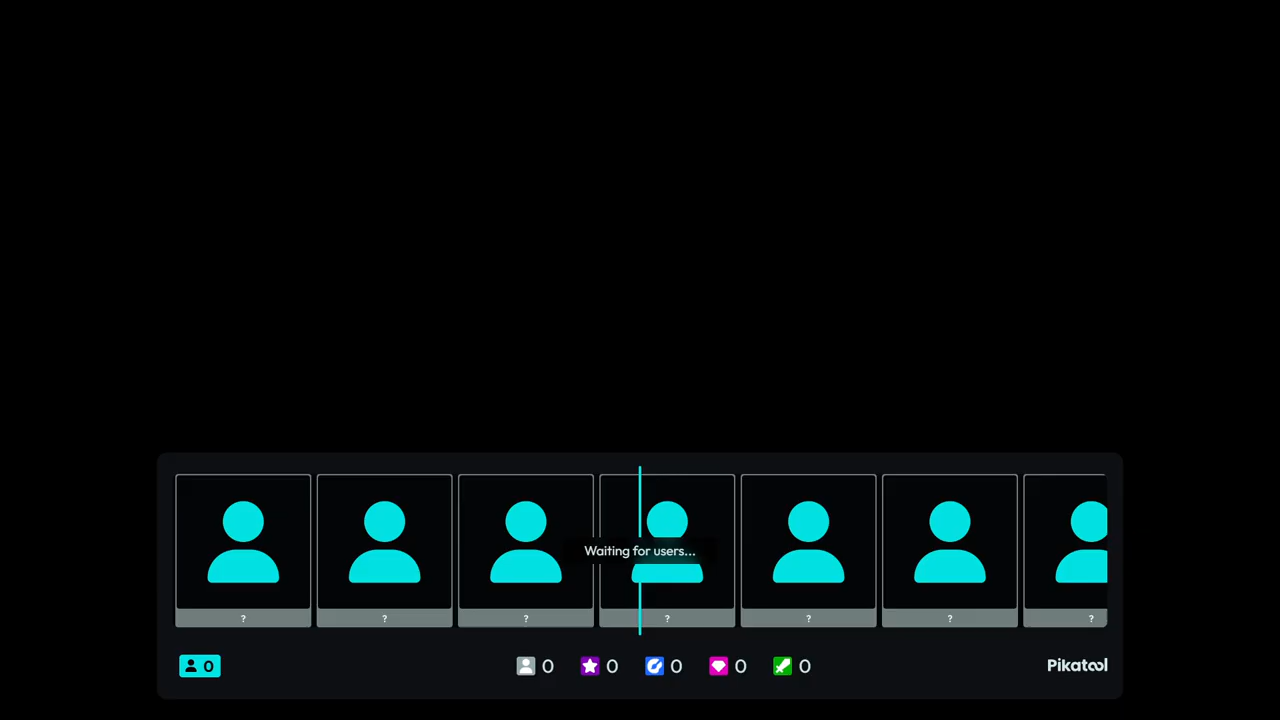 Waiting for users...
? ? ? ? ? ? ?
0 0 0 0 0 0 Pikatool